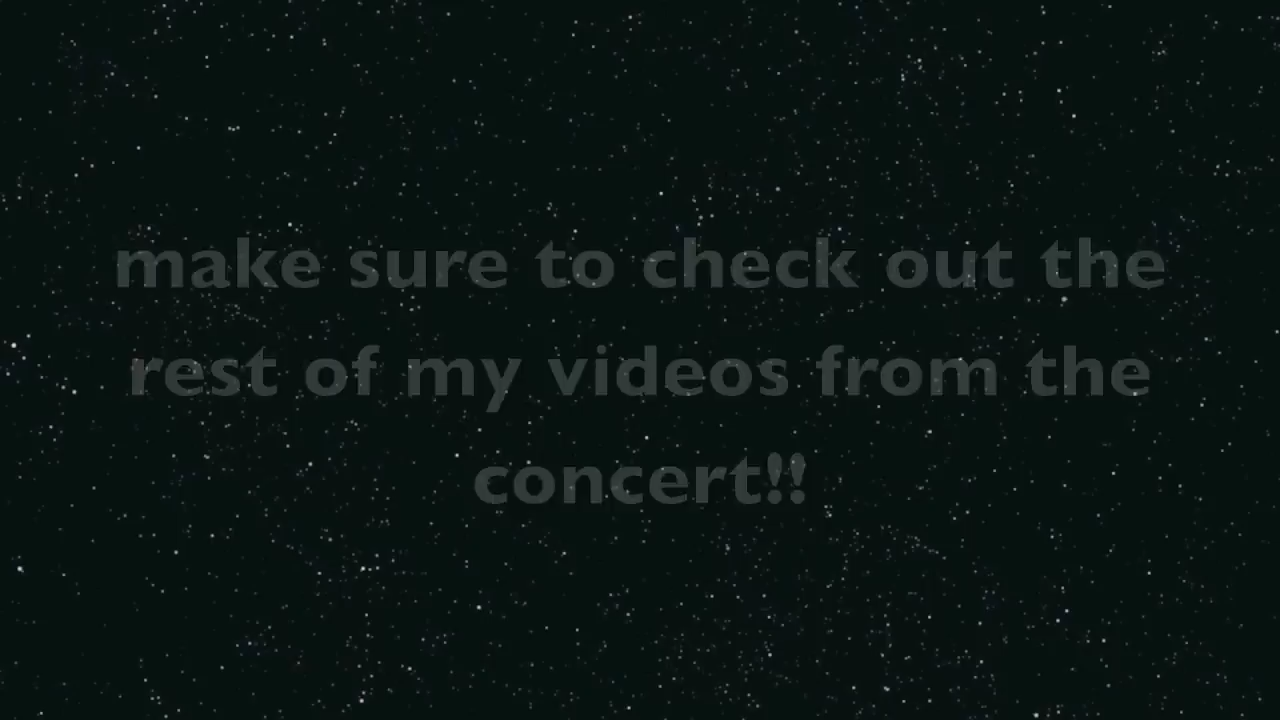 make sure to check out the
rest of my videos from the
concert!!